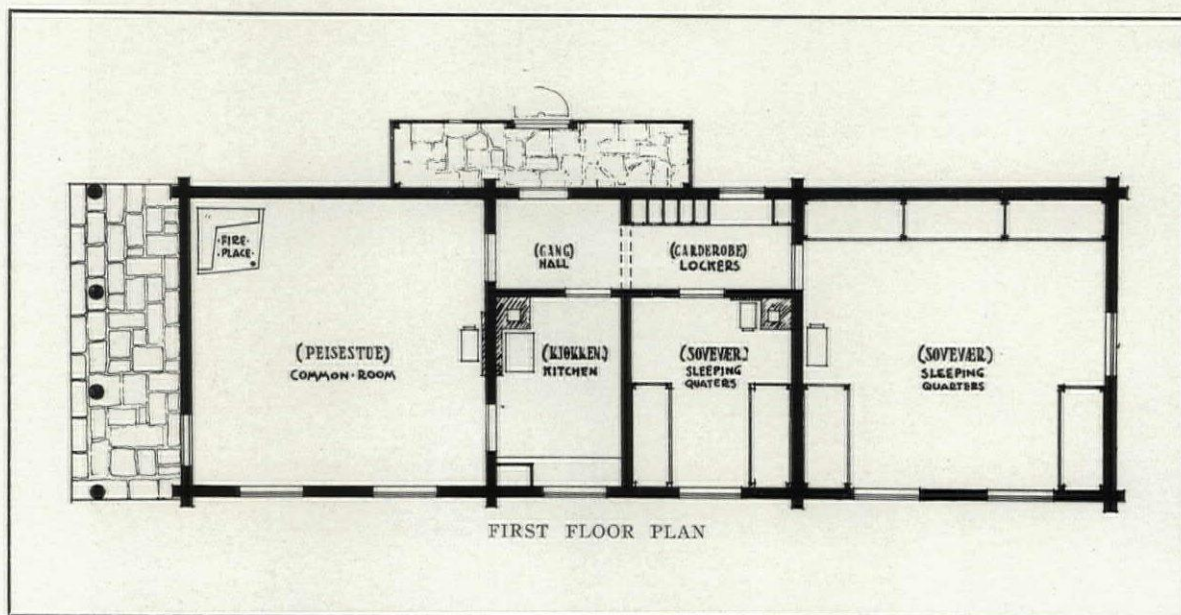 ·FIRE·
·PLACE·
(PEISESTUE)
COMMON·ROOM
(GANG)
HALL
(GARDEROBE)
LOCKERS
(KJØKKEN)
KITCHEN
(SOVEVÆR)
SLEEPING
QUATERS
(SOVEVÆR)
SLEEPING
QUARTERS
FIRST FLOOR PLAN